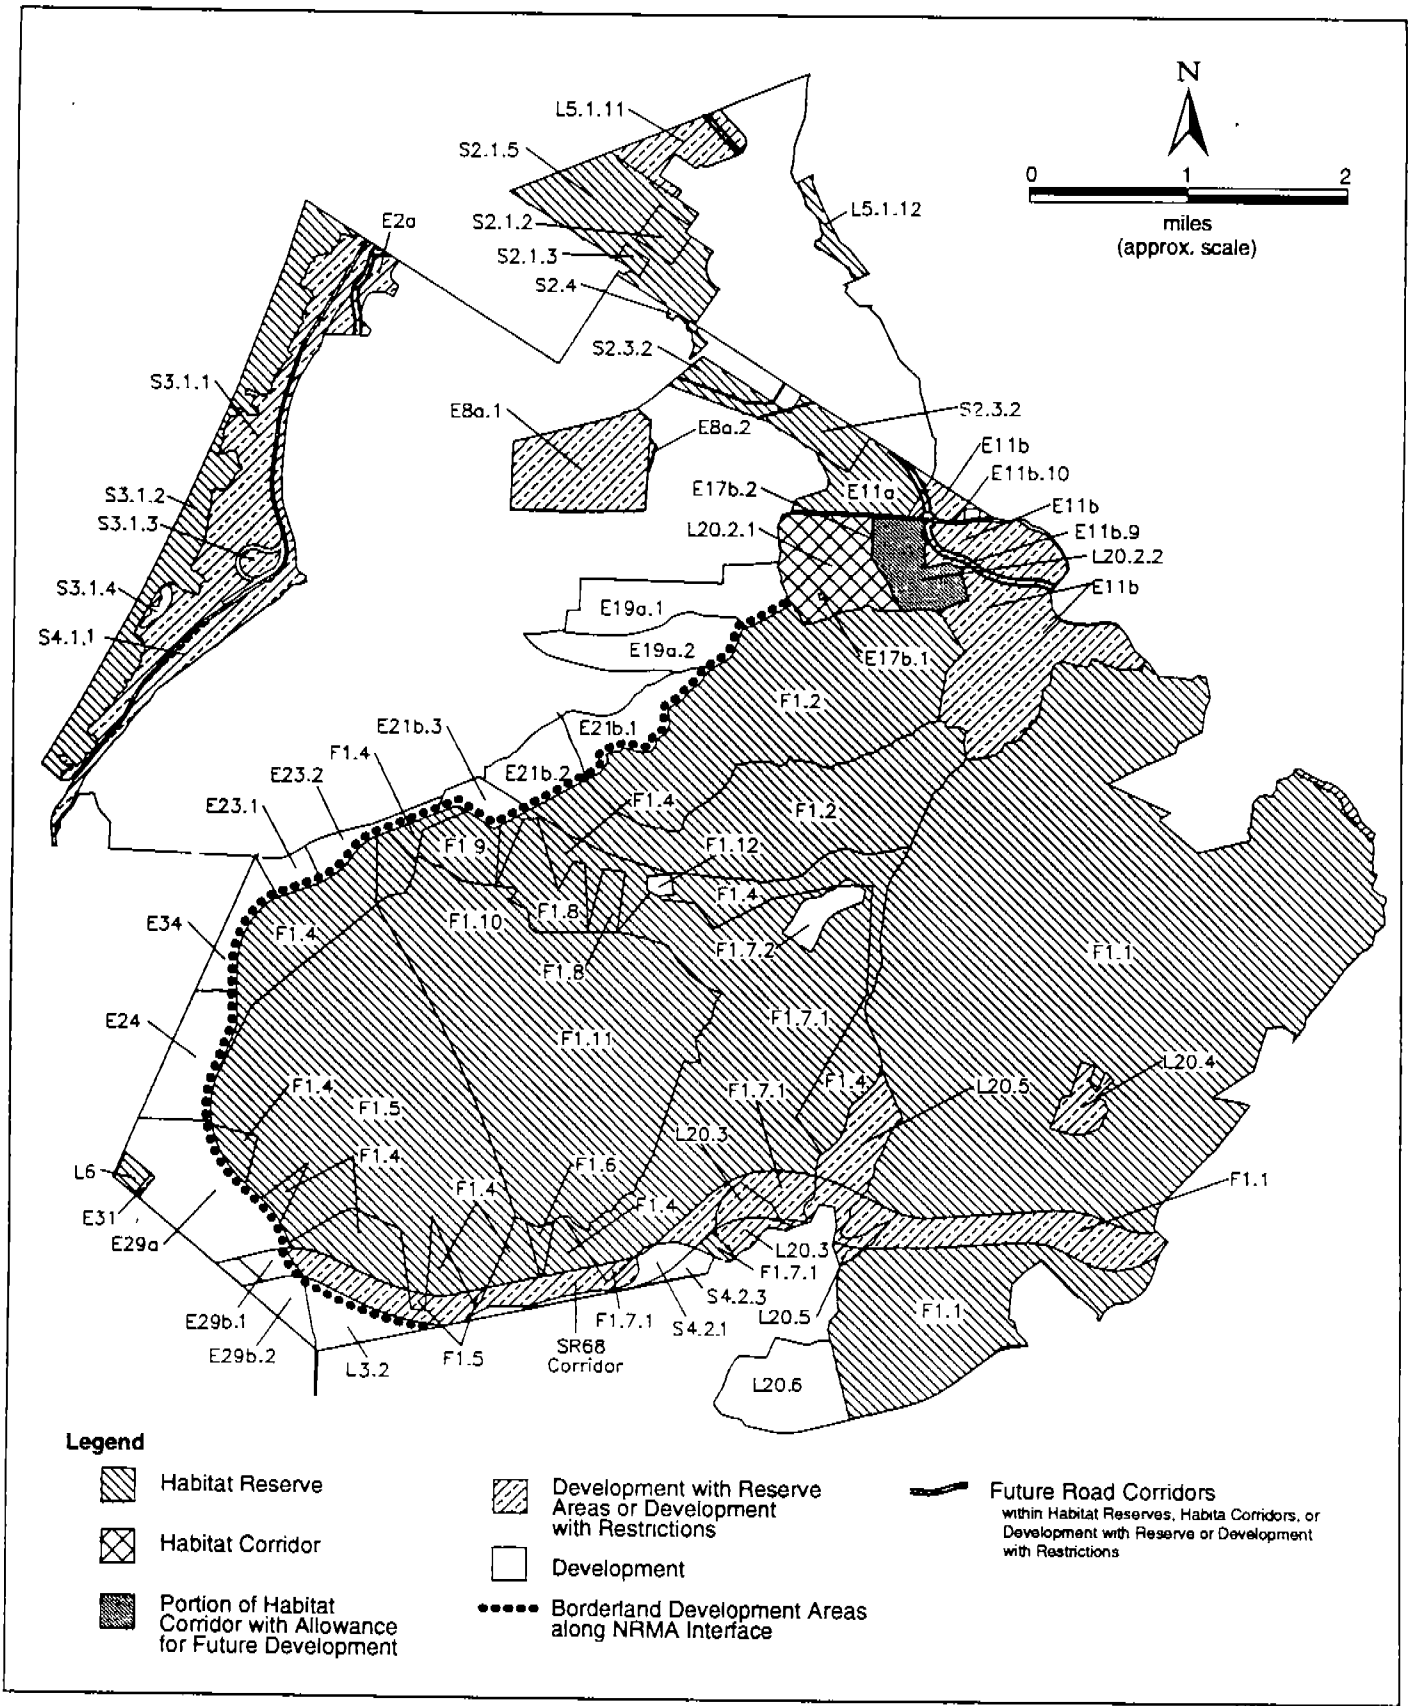 N
L5.1.11
0 1 2
miles
(approx. scale)
S2.1.5
L5.1.12
E2a
S2.1.2
S2.1.3
S2.4
S2.3.2
S3.1.1
S2.3.2
E8a.1
E8a.2
E11b
E11b.10
E17b.2
E11a
S3.1.2
E11b
S3.1.3
L20.2.1
E11b.9
L20.2.2
S3.1.4
E11b
E19a.1
S4.1.1
E19a.2
E17b.1
F1.2
E21b.3
E21b.1
F1.4
E23.2
E21b.2
E23.1
F1.4
F1.2
F1.9
F1.12
F1.4
E34
F1.4
F1.10
F1.8
F1.7.2
F1.1
F1.8
E24
F1.7.1
F1.11
L20.4
F1.4
F1.7.1
F1.4
L20.5
F1.5
L20.3
F1.4
L6
F1.6
F1.4
F1.1
F1.4
E31
E29a
L20.3
F1.7.1
S4.2.3
F1.1
E29b.1
F1.7.1
S4.2.1
L20.5
E29b.2
L3.2
F1.5
SR68
Corridor
L20.6
Legend
Habitat Reserve
Habitat Corridor
Portion of Habitat
Corridor with Allowance
for Future Development
Development with Reserve
Areas or Development
with Restrictions
Development
Borderland Development Areas
along NRMA Interface
Future Road Corridors
within Habitat Reserves, Habita Corridors, or
Development with Reserve or Development
with Restrictions